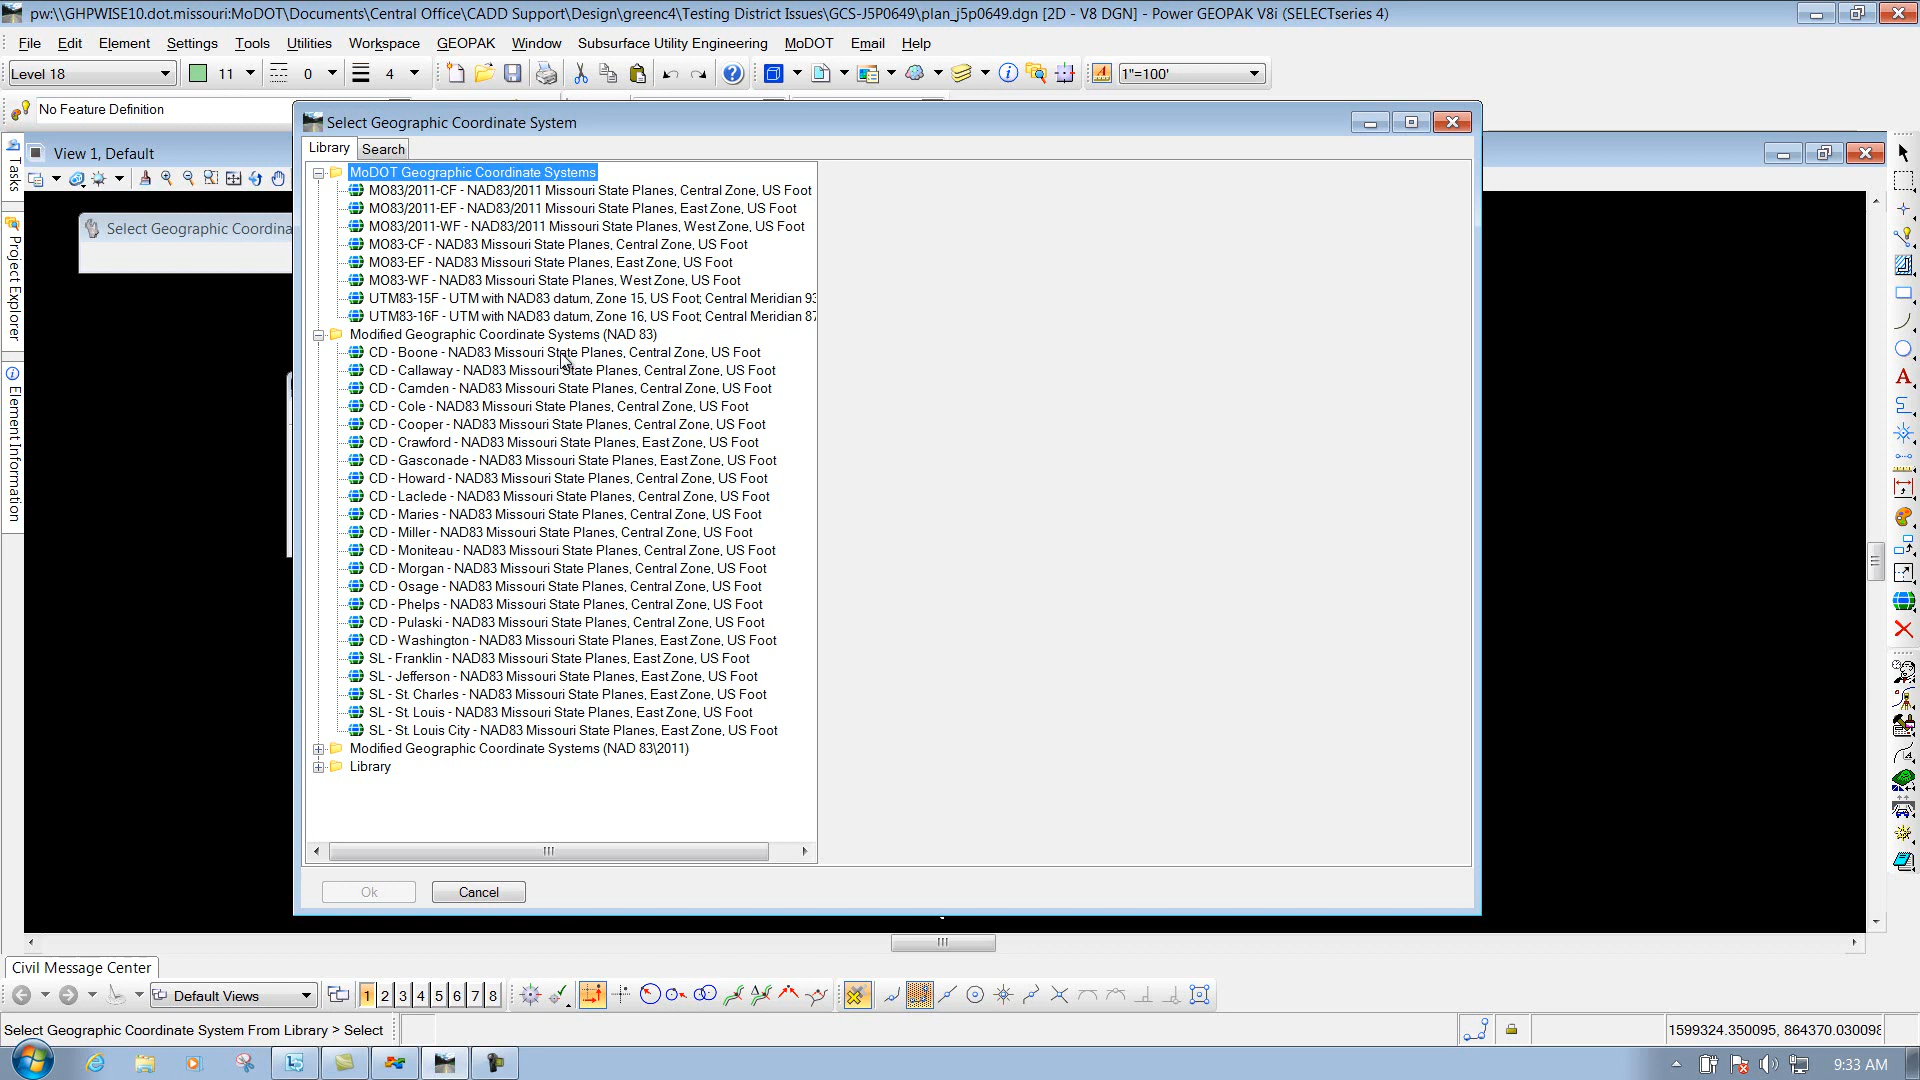 pw:\\GHPWISE10.dot.missouri:MoDOT\Documents\Central Office\CADD Support\Design\greenc4\Testing District Issues\GCS-J5P0649\plan_j5p0649.dgn [2D - V8 DGN] - Power GEOPAK V8i (SELECTseries 4)
File Edit Element Settings Tools Utilities Workspace GEOPAK Window Subsurface Utility Engineering MoDOT Email Help
Level 18 11 0 4 1"=100'
No Feature Definition
Select Geographic Coordinate System
Library Search
View 1, Default
Select Geographic Coordina
Tasks
Project Explorer
Element Information
MoDOT Geographic Coordinate Systems
MO83/2011-CF - NAD83/2011 Missouri State Planes, Central Zone, US Foot
MO83/2011-EF - NAD83/2011 Missouri State Planes, East Zone, US Foot
MO83/2011-WF - NAD83/2011 Missouri State Planes, West Zone, US Foot
MO83-CF - NAD83 Missouri State Planes, Central Zone, US Foot
MO83-EF - NAD83 Missouri State Planes, East Zone, US Foot
MO83-WF - NAD83 Missouri State Planes, West Zone, US Foot
UTM83-15F - UTM with NAD83 datum, Zone 15, US Foot; Central Meridian 93
UTM83-16F - UTM with NAD83 datum, Zone 16, US Foot; Central Meridian 87
Modified Geographic Coordinate Systems (NAD 83)
CD - Boone - NAD83 Missouri State Planes, Central Zone, US Foot
CD - Callaway - NAD83 Missouri State Planes, Central Zone, US Foot
CD - Camden - NAD83 Missouri State Planes, Central Zone, US Foot
CD - Cole - NAD83 Missouri State Planes, Central Zone, US Foot
CD - Cooper - NAD83 Missouri State Planes, Central Zone, US Foot
CD - Crawford - NAD83 Missouri State Planes, East Zone, US Foot
CD - Gasconade - NAD83 Missouri State Planes, East Zone, US Foot
CD - Howard - NAD83 Missouri State Planes, Central Zone, US Foot
CD - Laclede - NAD83 Missouri State Planes, Central Zone, US Foot
CD - Maries - NAD83 Missouri State Planes, Central Zone, US Foot
CD - Miller - NAD83 Missouri State Planes, Central Zone, US Foot
CD - Moniteau - NAD83 Missouri State Planes, Central Zone, US Foot
CD - Morgan - NAD83 Missouri State Planes, Central Zone, US Foot
CD - Osage - NAD83 Missouri State Planes, Central Zone, US Foot
CD - Phelps - NAD83 Missouri State Planes, Central Zone, US Foot
CD - Pulaski - NAD83 Missouri State Planes, Central Zone, US Foot
CD - Washington - NAD83 Missouri State Planes, East Zone, US Foot
SL - Franklin - NAD83 Missouri State Planes, East Zone, US Foot
SL - Jefferson - NAD83 Missouri State Planes, East Zone, US Foot
SL - St. Charles - NAD83 Missouri State Planes, East Zone, US Foot
SL - St. Louis - NAD83 Missouri State Planes, East Zone, US Foot
SL - St. Louis City - NAD83 Missouri State Planes, East Zone, US Foot
Modified Geographic Coordinate Systems (NAD 83\2011)
Library
Ok Cancel
Civil Message Center
Default Views 1 2 3 4 5 6 7 8
Select Geographic Coordinate System From Library > Select
1599324.350095, 864370.030098
9:33 AM